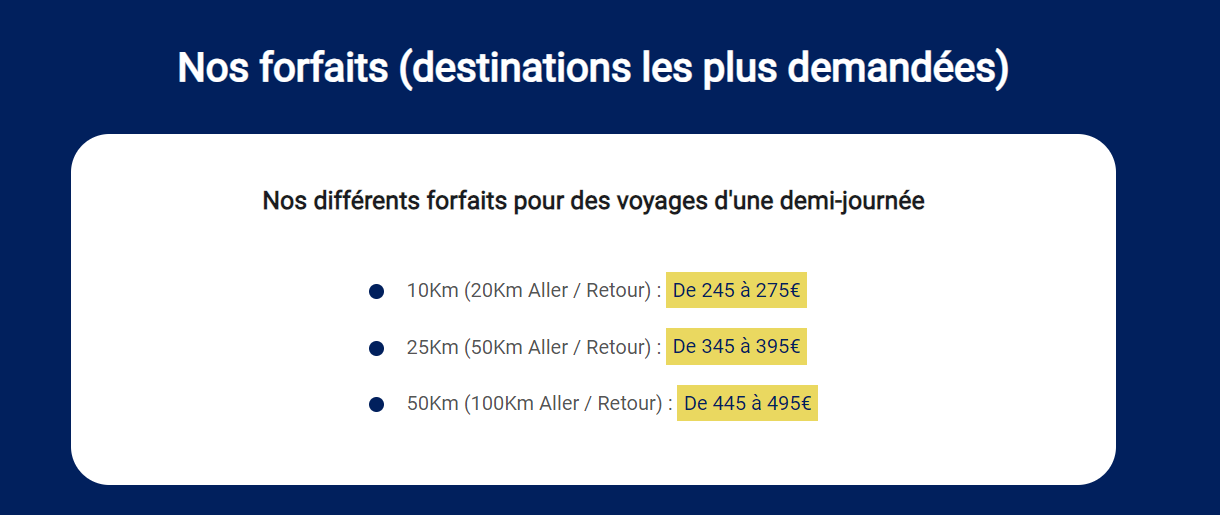 Nos forfaits (destinations les plus demandées)
Nos différents forfaits pour des voyages d'une demi-journée
10Km (20Km Aller / Retour) : De 245 à 275€
25Km (50Km Aller / Retour) : De 345 à 395€
50Km (100Km Aller / Retour) : De 445 à 495€